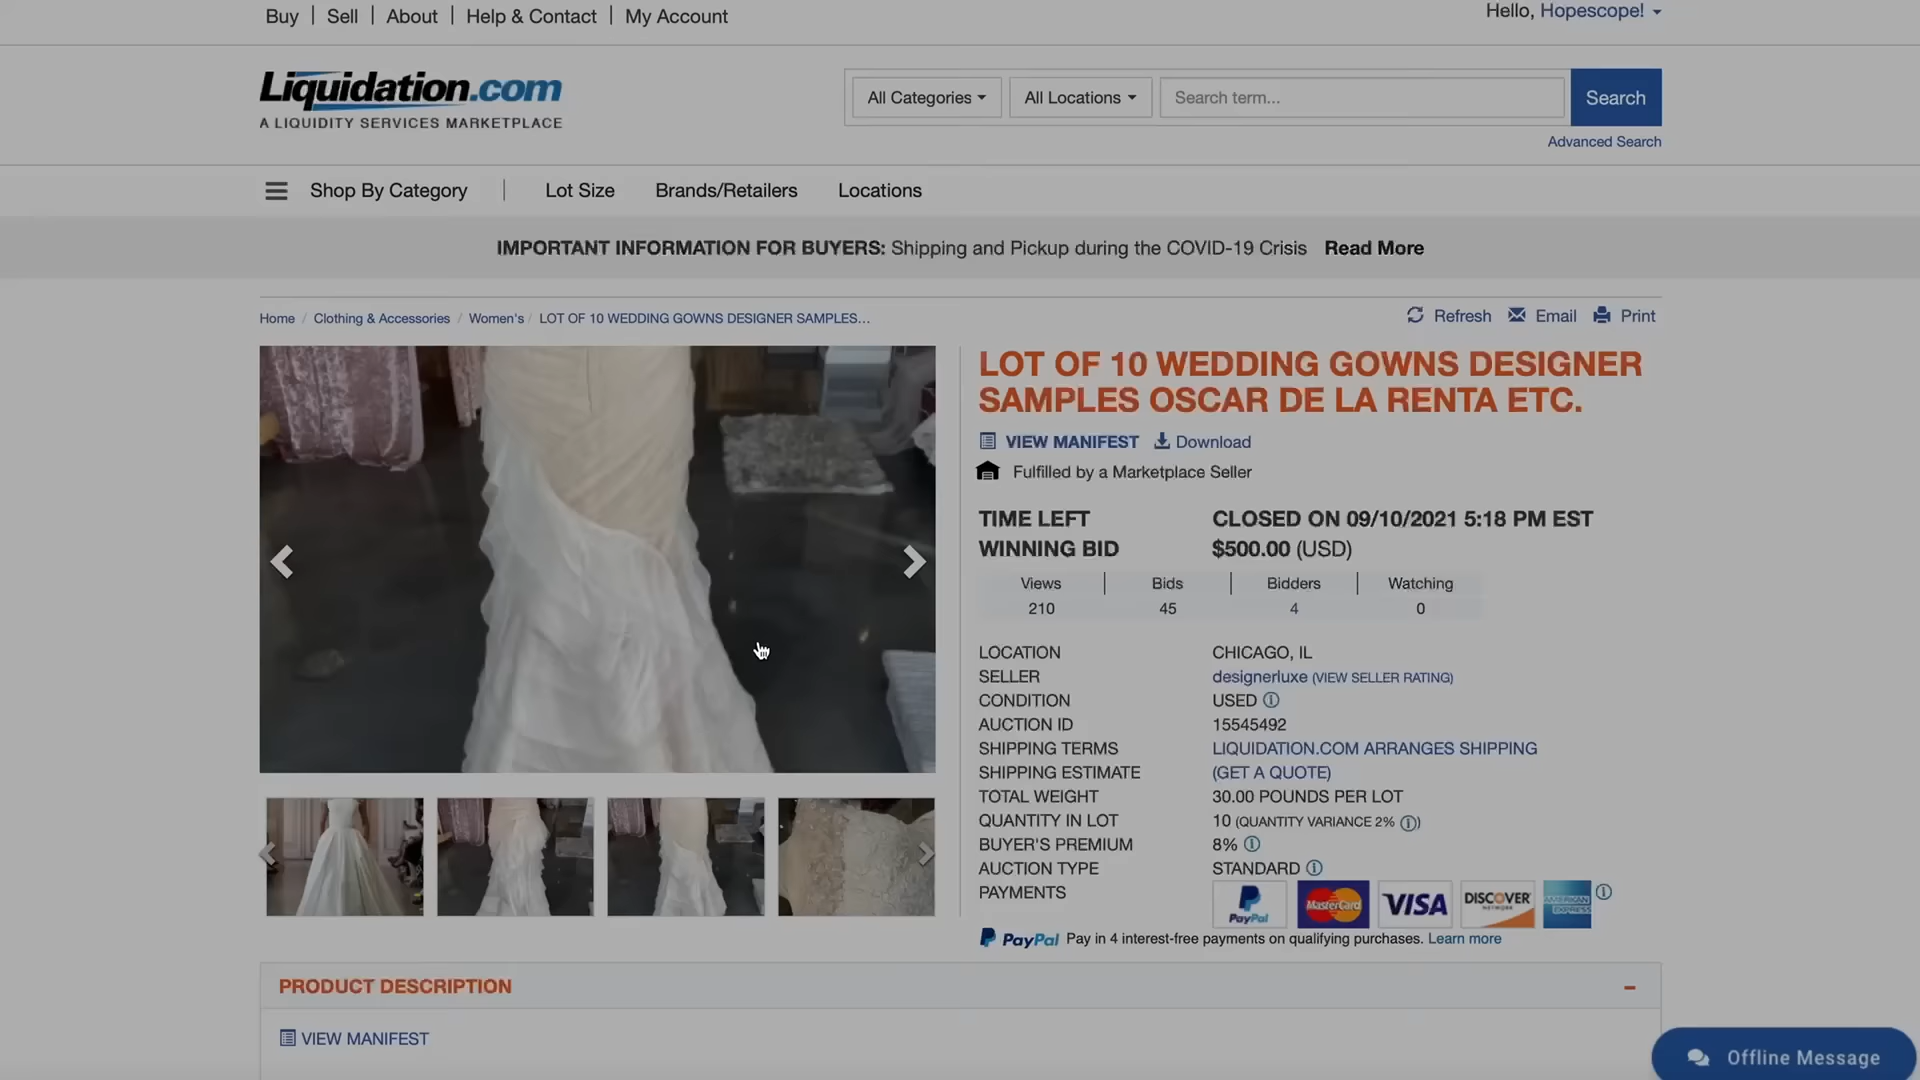 Buy | Sell | About | Help & Contact | My Account
Hello, Hopescope!
Liquidation.com
A LIQUIDITY SERVICES MARKETPLACE
All Categories
All Locations
Search term...
Search
Advanced Search
Shop By Category | Lot Size Brands/Retailers Locations
IMPORTANT INFORMATION FOR BUYERS: Shipping and Pickup during the COVID-19 Crisis Read More
Home / Clothing & Accessories / Women's / LOT OF 10 WEDDING GOWNS DESIGNER SAMPLES...
Refresh Email Print
LOT OF 10 WEDDING GOWNS DESIGNER
SAMPLES OSCAR DE LA RENTA ETC.
VIEW MANIFEST Download
Fulfilled by a Marketplace Seller
TIME LEFT CLOSED ON 09/10/2021 5:18 PM EST
WINNING BID $500.00 (USD)
Views | Bids | Bidders | Watching
210 45 4 0
LOCATION CHICAGO, IL
SELLER designerluxe (VIEW SELLER RATING)
CONDITION USED
AUCTION ID 15545492
SHIPPING TERMS LIQUIDATION.COM ARRANGES SHIPPING
SHIPPING ESTIMATE (GET A QUOTE)
TOTAL WEIGHT 30.00 POUNDS PER LOT
QUANTITY IN LOT 10 (QUANTITY VARIANCE 2% )
BUYER'S PREMIUM 8%
AUCTION TYPE STANDARD
PAYMENTS
PayPal MasterCard VISA DISCOVER NETWORK AMERICAN EXPRESS
PayPal Pay in 4 interest-free payments on qualifying purchases. Learn more
PRODUCT DESCRIPTION
VIEW MANIFEST
Offline Message